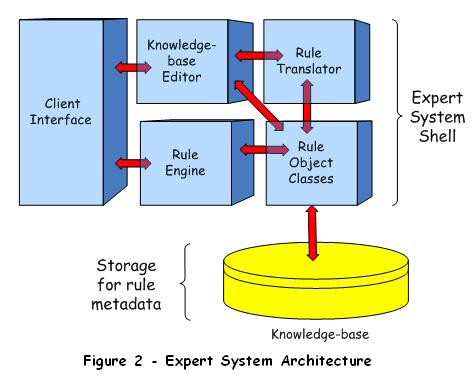 Client
Interface
Knowledge-
base
Editor
Rule
Translator
Rule
Engine
Rule
Object
Classes
Expert
System
Shell
Storage
for rule
metadata
Knowledge-base
Figure 2 - Expert System Architecture